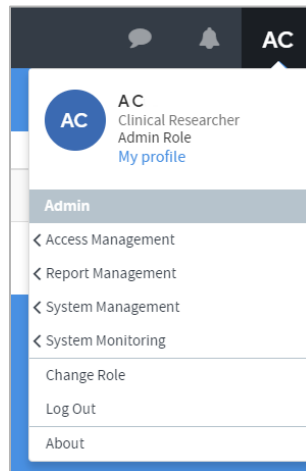 AC
AC
A C
Clinical Researcher
Admin Role
My profile
Admin
Access Management
Report Management
System Management
System Monitoring
Change Role
Log Out
About